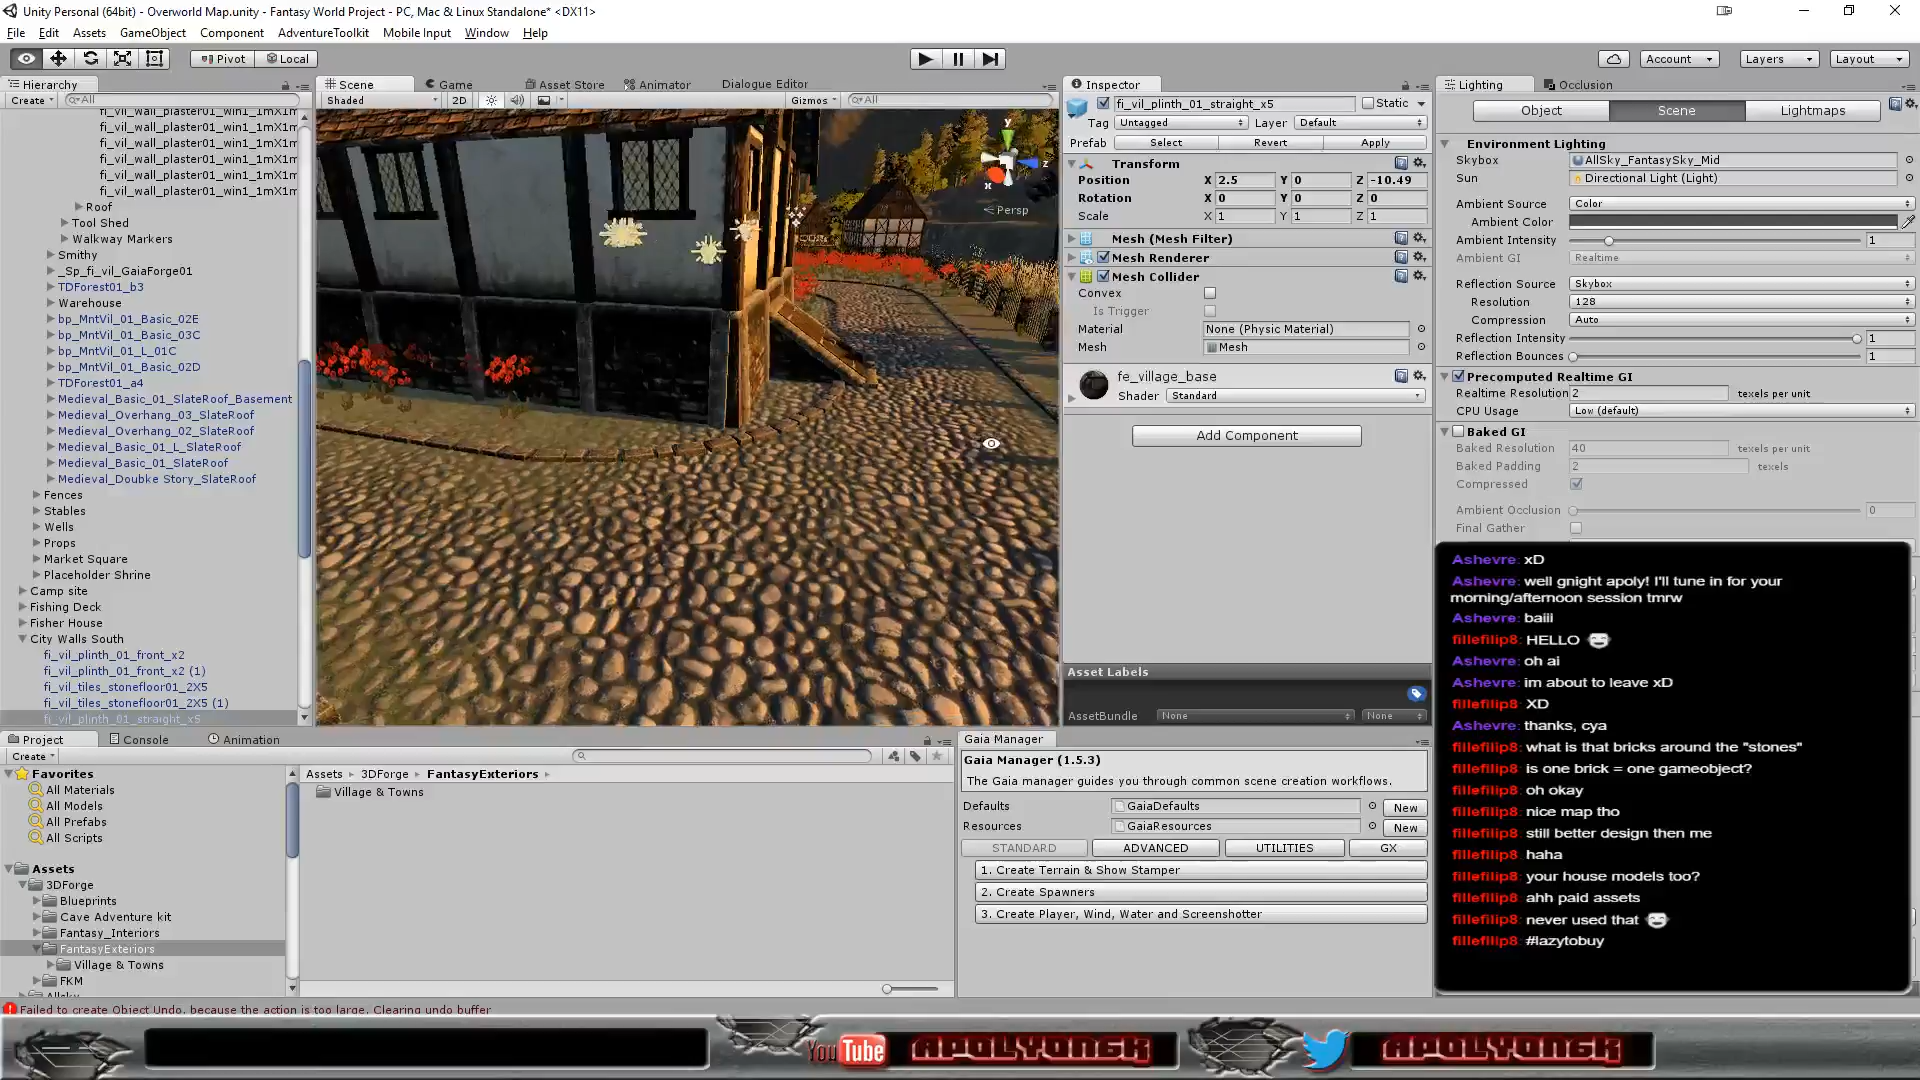 Unity Personal (64bit) - Overworld Map.unity - Fantasy World Project - PC, Mac & Linux Standalone* <DX11>
File Edit Assets GameObject Component AdventureToolkit Mobile Input Window Help
Pivot Local Account Layers Layout
Hierarchy
Create All
fi_vil_wall_plaster01_win1_1mX1m
fi_vil_wall_plaster01_win1_1mX1m
fi_vil_wall_plaster01_win1_1mX1m
fi_vil_wall_plaster01_win1_1mX1m
fi_vil_wall_plaster01_win1_1mX1m
fi_vil_wall_plaster01_win1_1mX1m
Roof
Tool Shed
Walkway Markers
Smithy
_Sp_fi_vil_GaiaForge01
TDForest01_b3
Warehouse
bp_MntVil_01_Basic_02E
bp_MntVil_01_Basic_03C
bp_MntVil_01_L_01C
bp_MntVil_01_Basic_02D
TDForest01_a4
Medieval_Basic_01_SlateRoof_Basement
Medieval_Overhang_03_SlateRoof
Medieval_Overhang_02_SlateRoof
Medieval_Basic_01_L_SlateRoof
Medieval_Basic_01_SlateRoof
Medieval_Doubke Story_SlateRoof
Fences
Stables
Wells
Props
Market Square
Placeholder Shrine
Camp site
Fishing Deck
Fisher House
City Walls South
fi_vil_plinth_01_front_x2
fi_vil_plinth_01_front_x2 (1)
fi_vil_tiles_stonefloor01_2X5
fi_vil_tiles_stonefloor01_2X5 (1)
fi_vil_plinth_01_straight_x5
Scene Game Asset Store Animator Dialogue Editor
Shaded 2D Gizmos All
y
z
x
Persp
Inspector
fi_vil_plinth_01_straight_x5 Static
Tag Untagged Layer Default
Prefab Select Revert Apply
Transform
Position X 2.5 Y 0 Z -10.49
Rotation X 0 Y 0 Z 0
Scale X 1 Y 1 Z 1
Mesh (Mesh Filter)
Mesh Renderer
Mesh Collider
Convex
Is Trigger
Material None (Physic Material)
Mesh Mesh
fe_village_base
Shader Standard
Add Component
Asset Labels
AssetBundle None None
Lighting Occlusion
Object Scene Lightmaps
Environment Lighting
Skybox AllSky_FantasySky_Mid
Sun Directional Light (Light)
Ambient Source Color
Ambient Color
Ambient Intensity 1
Ambient GI Realtime
Reflection Source Skybox
Resolution 128
Compression Auto
Reflection Intensity 1
Reflection Bounces 1
Precomputed Realtime GI
Realtime Resolution 2 texels per unit
CPU Usage Low (default)
Baked GI
Baked Resolution 40 texels per unit
Baked Padding 2 texels
Compressed
Ambient Occlusion 0
Final Gather
Ashevre: xD
Ashevre: well gnight apoly! I'll tune in for your
morning/afternoon session tmrw
Ashevre: baiii
fillefilip8: HELLO
Ashevre: oh ai
Ashevre: im about to leave xD
fillefilip8: XD
Ashevre: thanks, cya
fillefilip8: what is that bricks around the "stones"
fillefilip8: is one brick = one gameobject?
fillefilip8: oh okay
fillefilip8: nice map tho
fillefilip8: still better design then me
fillefilip8: haha
fillefilip8: your house models too?
fillefilip8: ahh paid assets
fillefilip8: never used that
fillefilip8: #lazytobuy
Project Console Animation
Create
Favorites
All Materials
All Models
All Prefabs
All Scripts
Assets
3DForge
Blueprints
Cave Adventure kit
Fantasy_Interiors
FantasyExteriors
Village & Towns
FKM
Allsky
Assets 3DForge FantasyExteriors
Village & Towns
Gaia Manager
Gaia Manager (1.5.3)
The Gaia manager guides you through common scene creation workflows.
Defaults GaiaDefaults New
Resources GaiaResources New
STANDARD ADVANCED UTILITIES GX
1. Create Terrain & Show Stamper
2. Create Spawners
3. Create Player, Wind, Water and Screenshotter
Failed to create Object Undo, because the action is too large. Clearing undo buffer
YouTube APOLYONGK APOLYONGK